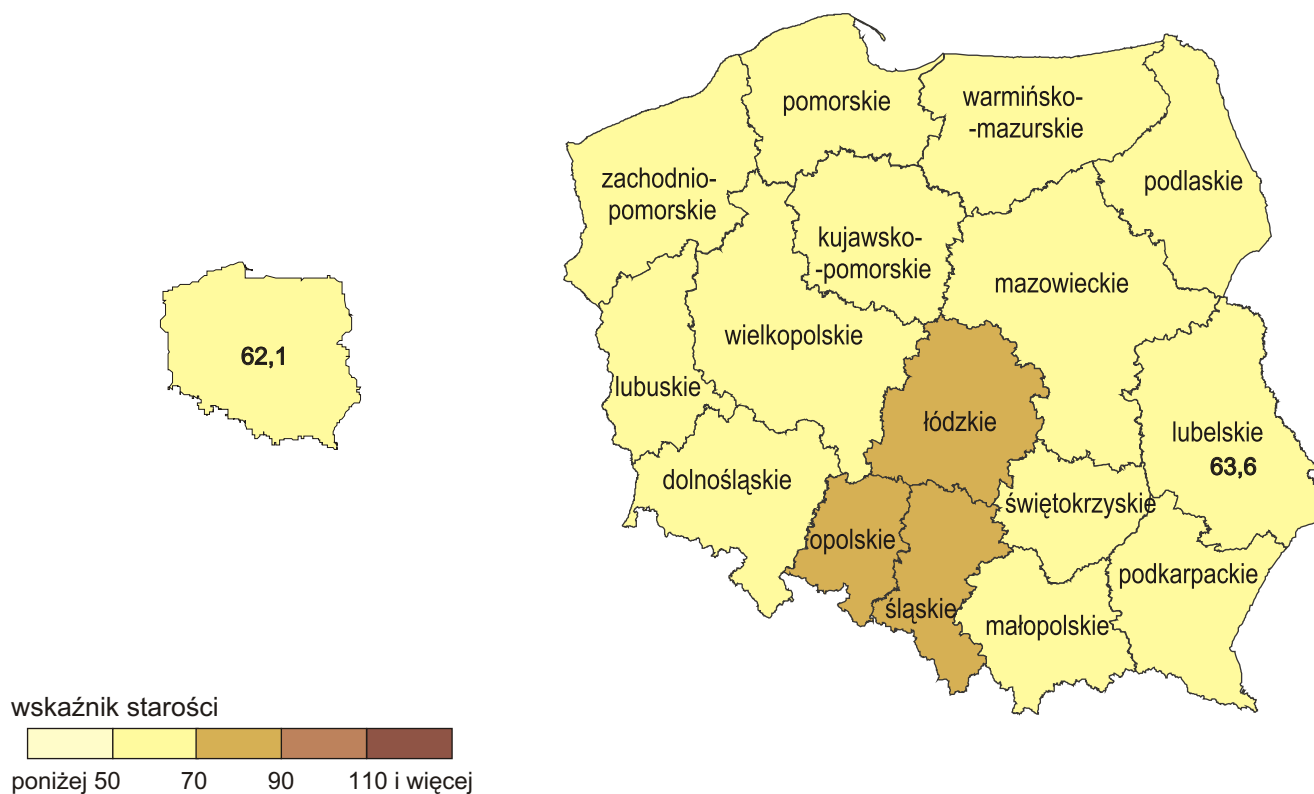 pomorskie
warmińsko-
-mazurskie
podlaskie
zachodnio-
pomorskie
kujawsko-
-pomorskie
mazowieckie
wielkopolskie
62,1
lubuskie
łódzkie
lubelskie
63,6
dolnośląskie
świętokrzyskie
opolskie
podkarpackie
śląskie
małopolskie
wskaźnik starości
poniżej 50 70 90 110 i więcej